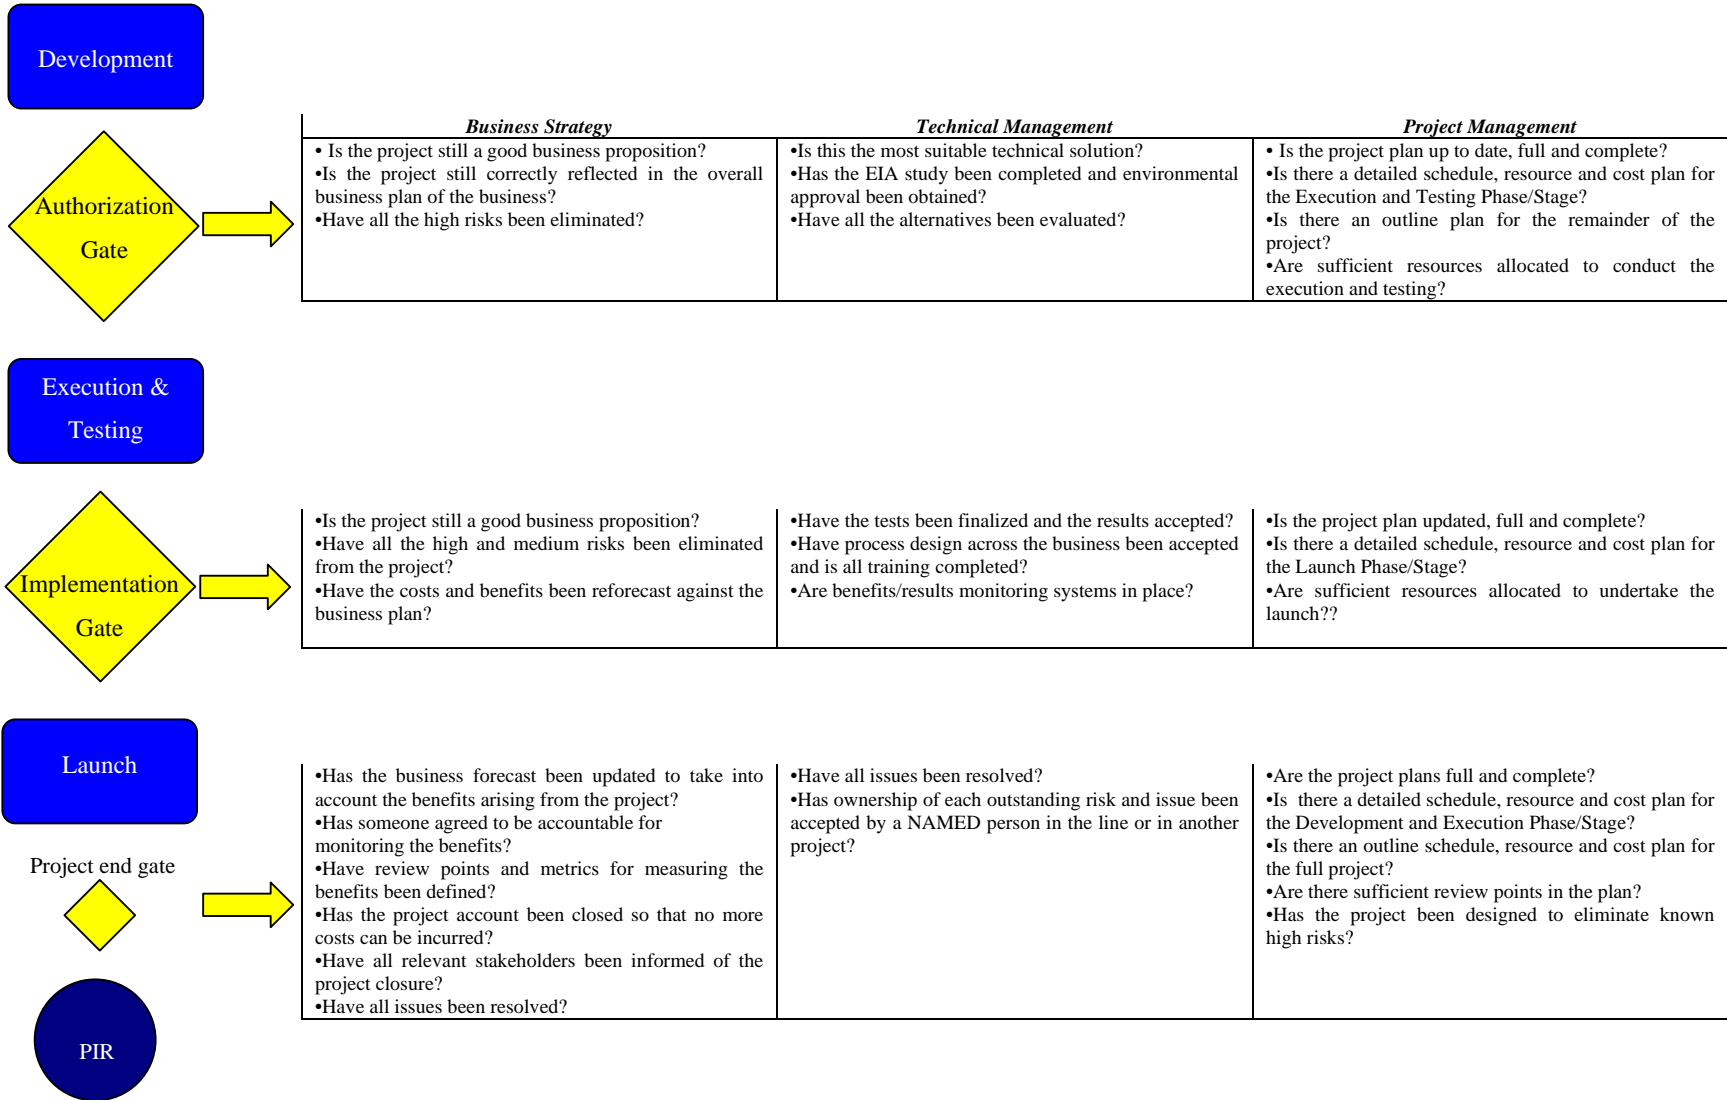 Development
Business Strategy
Technical Management
Project Management
Authorization
Gate
• Is the project still a good business proposition?
•Is the project still correctly reflected in the overall
business plan of the business?
•Have all the high risks been eliminated?
•Is this the most suitable technical solution?
•Has the EIA study been completed and environmental
approval been obtained?
•Have all the alternatives been evaluated?
• Is the project plan up to date, full and complete?
•Is there a detailed schedule, resource and cost plan for
the Execution and Testing Phase/Stage?
•Is there an outline plan for the remainder of the
project?
•Are sufficient resources allocated to conduct the
execution and testing?
Execution &
Testing
Implementation
Gate
•Is the project still a good business proposition?
•Have all the high and medium risks been eliminated
from the project?
•Have the costs and benefits been reforecast against the
business plan?
•Have the tests been finalized and the results accepted?
•Have process design across the business been accepted
and is all training completed?
•Are benefits/results monitoring systems in place?
•Is the project plan updated, full and complete?
•Is there a detailed schedule, resource and cost plan for
the Launch Phase/Stage?
•Are sufficient resources allocated to undertake the
launch??
Launch
Project end gate
•Has the business forecast been updated to take into
account the benefits arising from the project?
•Has someone agreed to be accountable for
monitoring the benefits?
•Have review points and metrics for measuring the
benefits been defined?
•Has the project account been closed so that no more
costs can be incurred?
•Have all relevant stakeholders been informed of the
project closure?
•Have all issues been resolved?
•Have all issues been resolved?
•Has ownership of each outstanding risk and issue been
accepted by a NAMED person in the line or in another
project?
•Are the project plans full and complete?
•Is there a detailed schedule, resource and cost plan for
the Development and Execution Phase/Stage?
•Is there an outline schedule, resource and cost plan for
the full project?
•Are there sufficient review points in the plan?
•Has the project been designed to eliminate known
high risks?
PIR